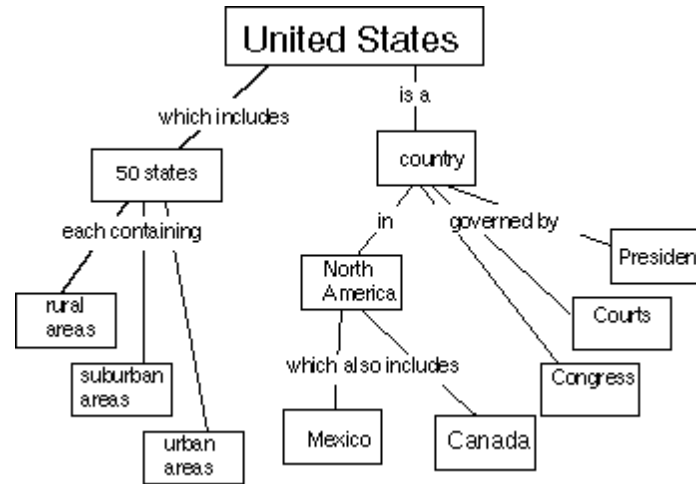 United States
which includes
is a
50 states
country
each containing
in
governed by
North
America
Presiden
rural
areas
Courts
which also includes
suburban
areas
Congress
Mexico
Canada
urban
areas